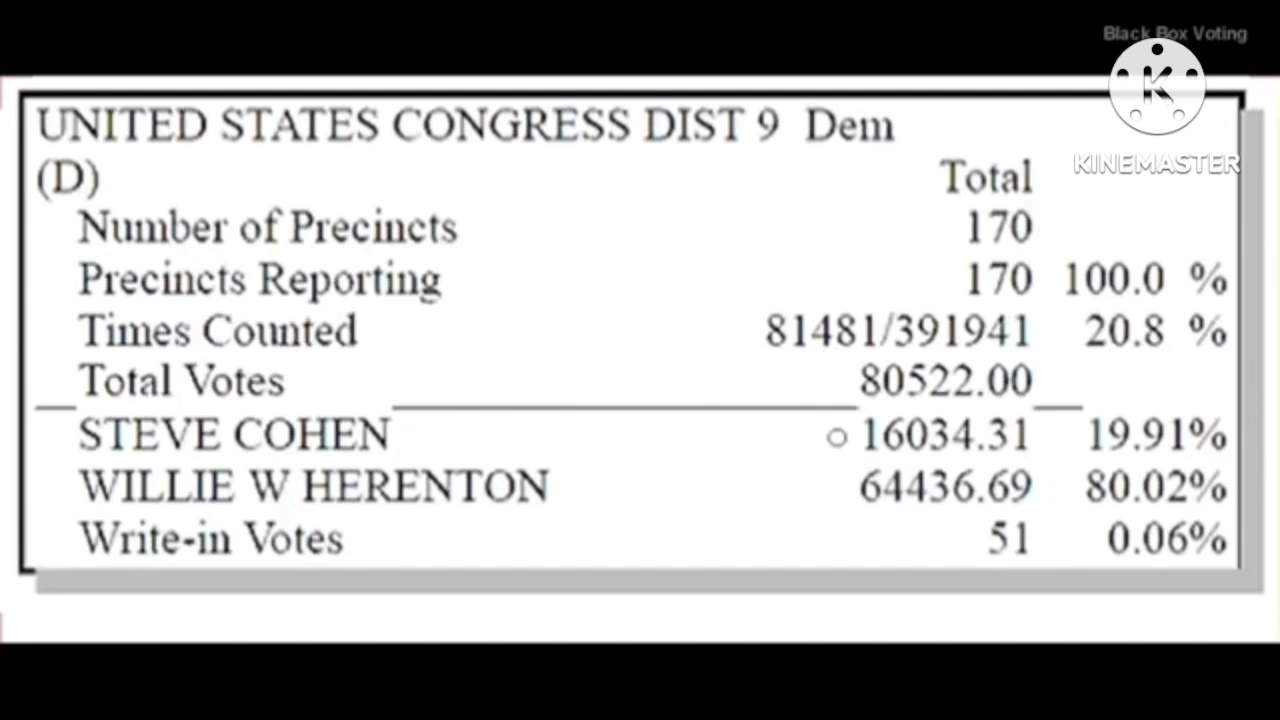 Black Box Voting
K
KINEMASTER
UNITED STATES CONGRESS DIST 9 Dem
(D) Total
Number of Precincts 170
Precincts Reporting 170 100.0 %
Times Counted 81481/391941 20.8 %
Total Votes 80522.00
STEVE COHEN 16034.31 19.91%
WILLIE W HERENTON 64436.69 80.02%
Write-in Votes 51 0.06%